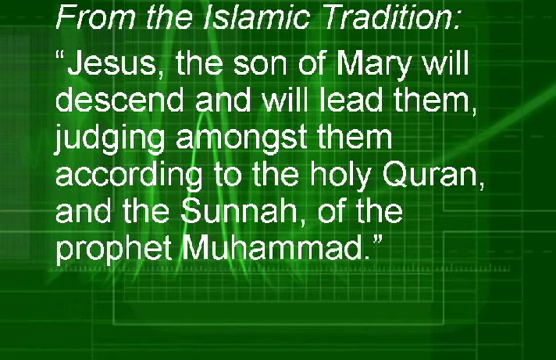 From the Islamic Tradition:
“Jesus, the son of Mary will
descend and will lead them,
judging amongst them
according to the holy Quran,
and the Sunnah, of the
prophet Muhammad.”